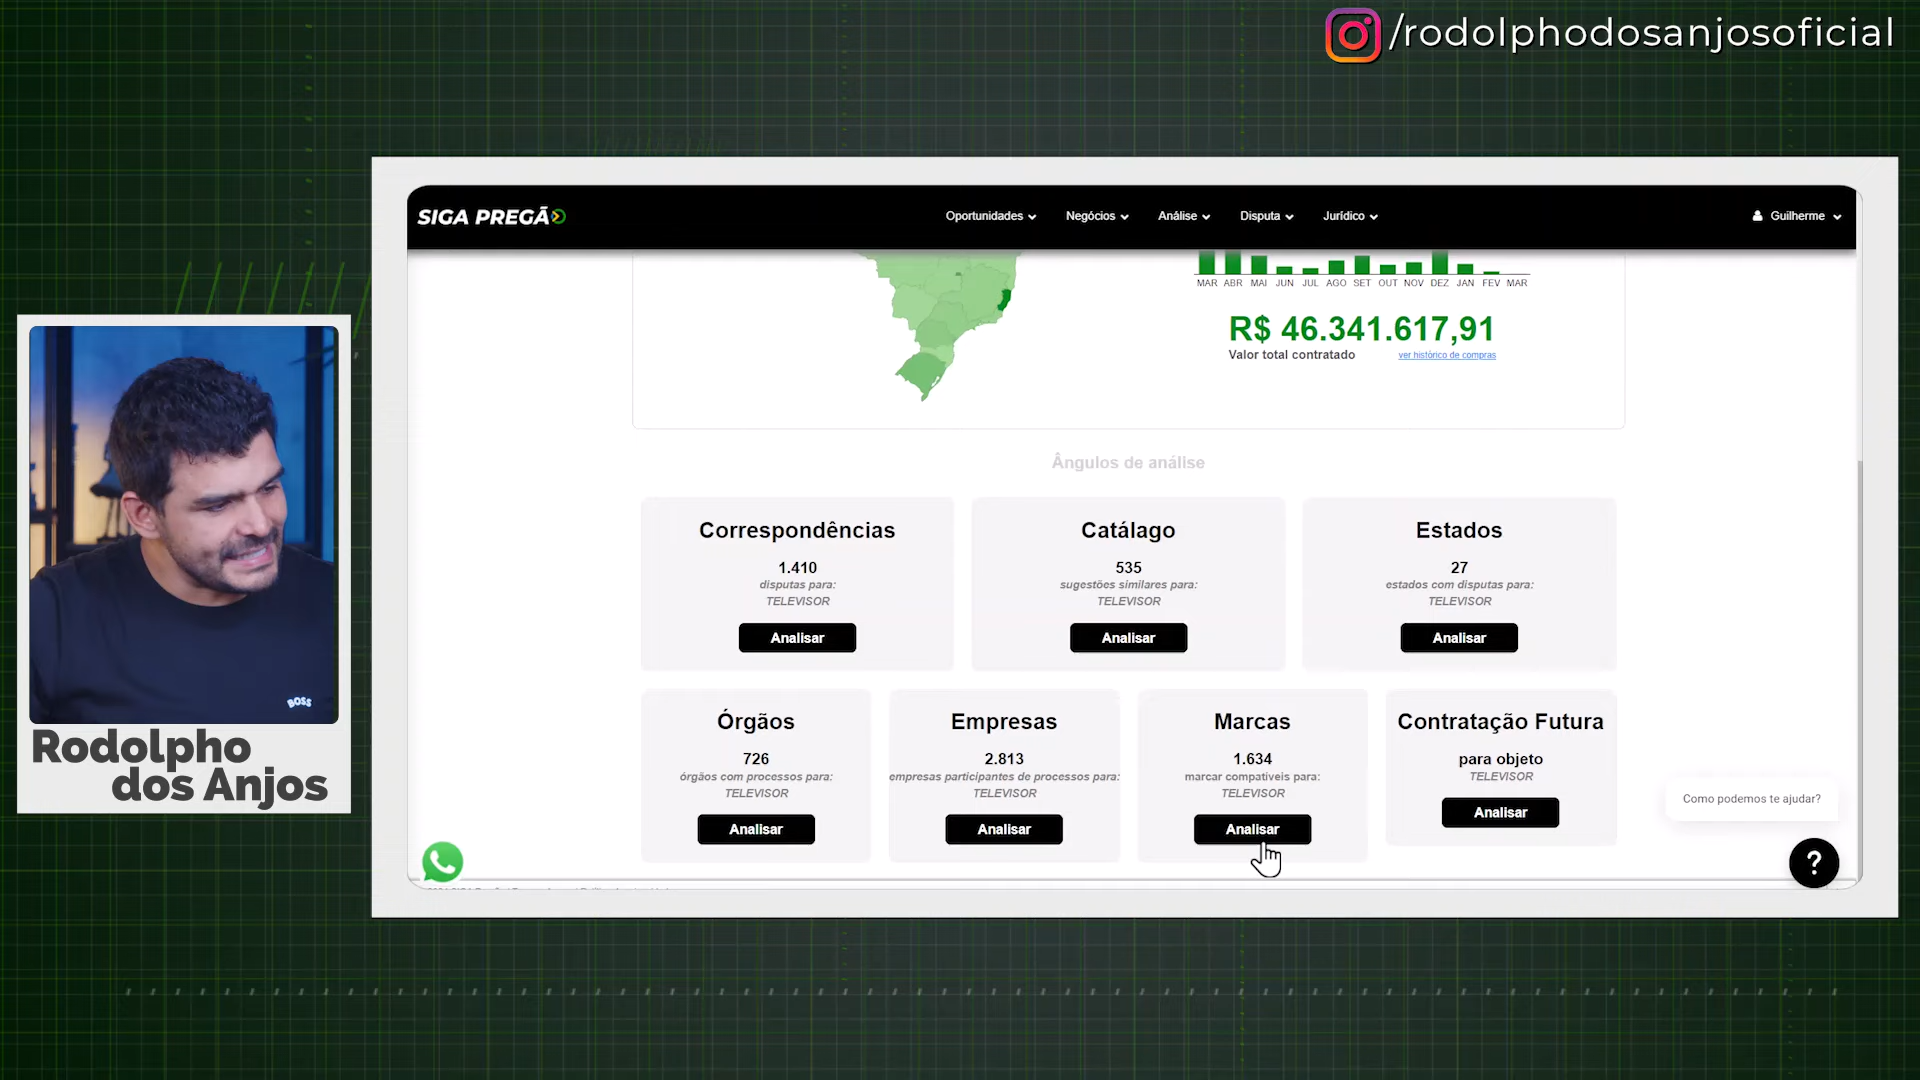 /rodolphodosanjosoficial
SIGA PREGÃO
Oportunidades
Negócios
Análise
Disputa
Jurídico
Guilherme
MAR ABR MAI JUN JUL AGO SET OUT NOV DEZ JAN FEV MAR
R$ 46.341.617,91
Valor total contratado
ver histórico de compras
Ângulos de análise
Correspondências
1.410
disputas para:
TELEVISOR
Analisar
Catálago
535
sugestões similares para:
TELEVISOR
Analisar
Estados
27
estados com disputas para:
TELEVISOR
Analisar
Órgãos
726
órgãos com processos para:
TELEVISOR
Analisar
Empresas
2.813
empresas participantes de processos para:
TELEVISOR
Analisar
Marcas
1.634
marcar compatíveis para:
TELEVISOR
Analisar
Contratação Futura
para objeto
TELEVISOR
Analisar
Como podemos te ajudar?
?
BOSS
Rodolpho
dos Anjos